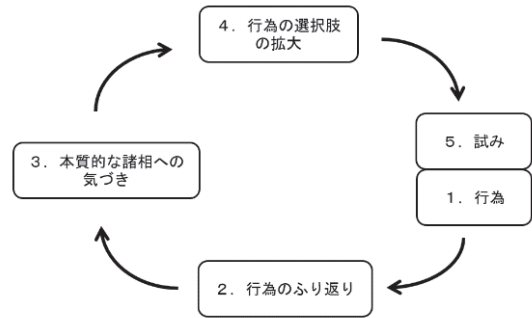 4．行為の選択肢
の拡大
5．試み
3．本質的な諸相への
気づき
1．行為
2．行為のふり返り